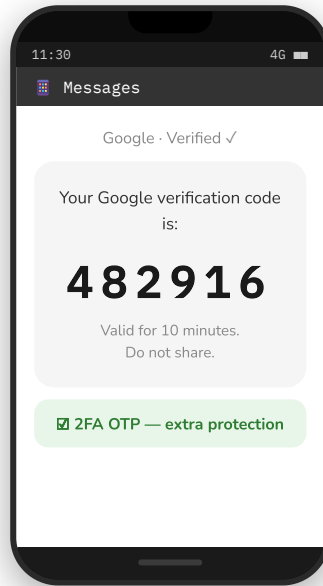 11:30 4G
Messages
Google · Verified ✓
Your Google verification code
is:
482916
Valid for 10 minutes.
Do not share.
☑ 2FA OTP — extra protection